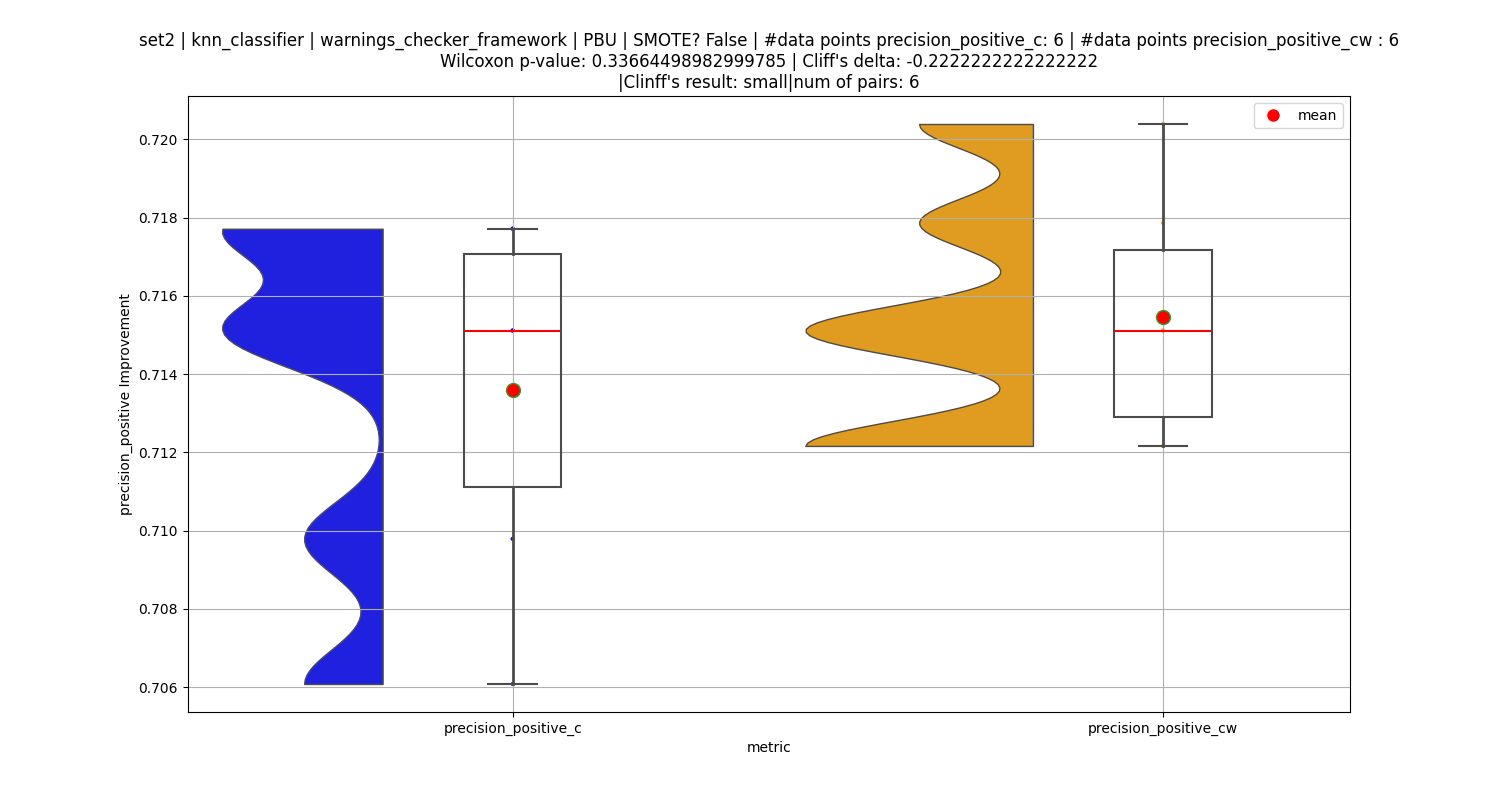 set2 | knn_classifier | warnings_checker_framework | PBU | SMOTE? False | #data points precision_positive_c: 6 | #data points precision_positive_cw : 6
Wilcoxon p-value: 0.33664498982999785 | Cliff's delta: -0.2222222222222222
|Clinff's result: small|num of pairs: 6
mean
0.720
0.718
0.716
0.714
0.712
0.710
0.708
0.706
precision_positive Improvement
precision_positive_c
precision_positive_cw
metric